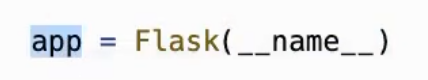 app = Flask(__name__)